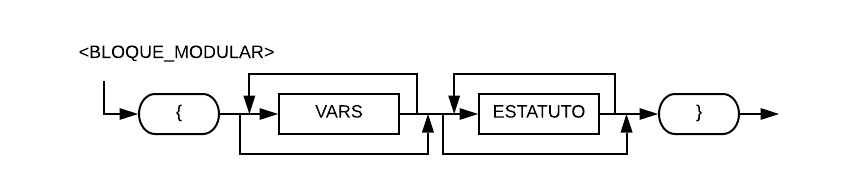 <BLOQUE_MODULAR>
{ VARS ESTATUTO }